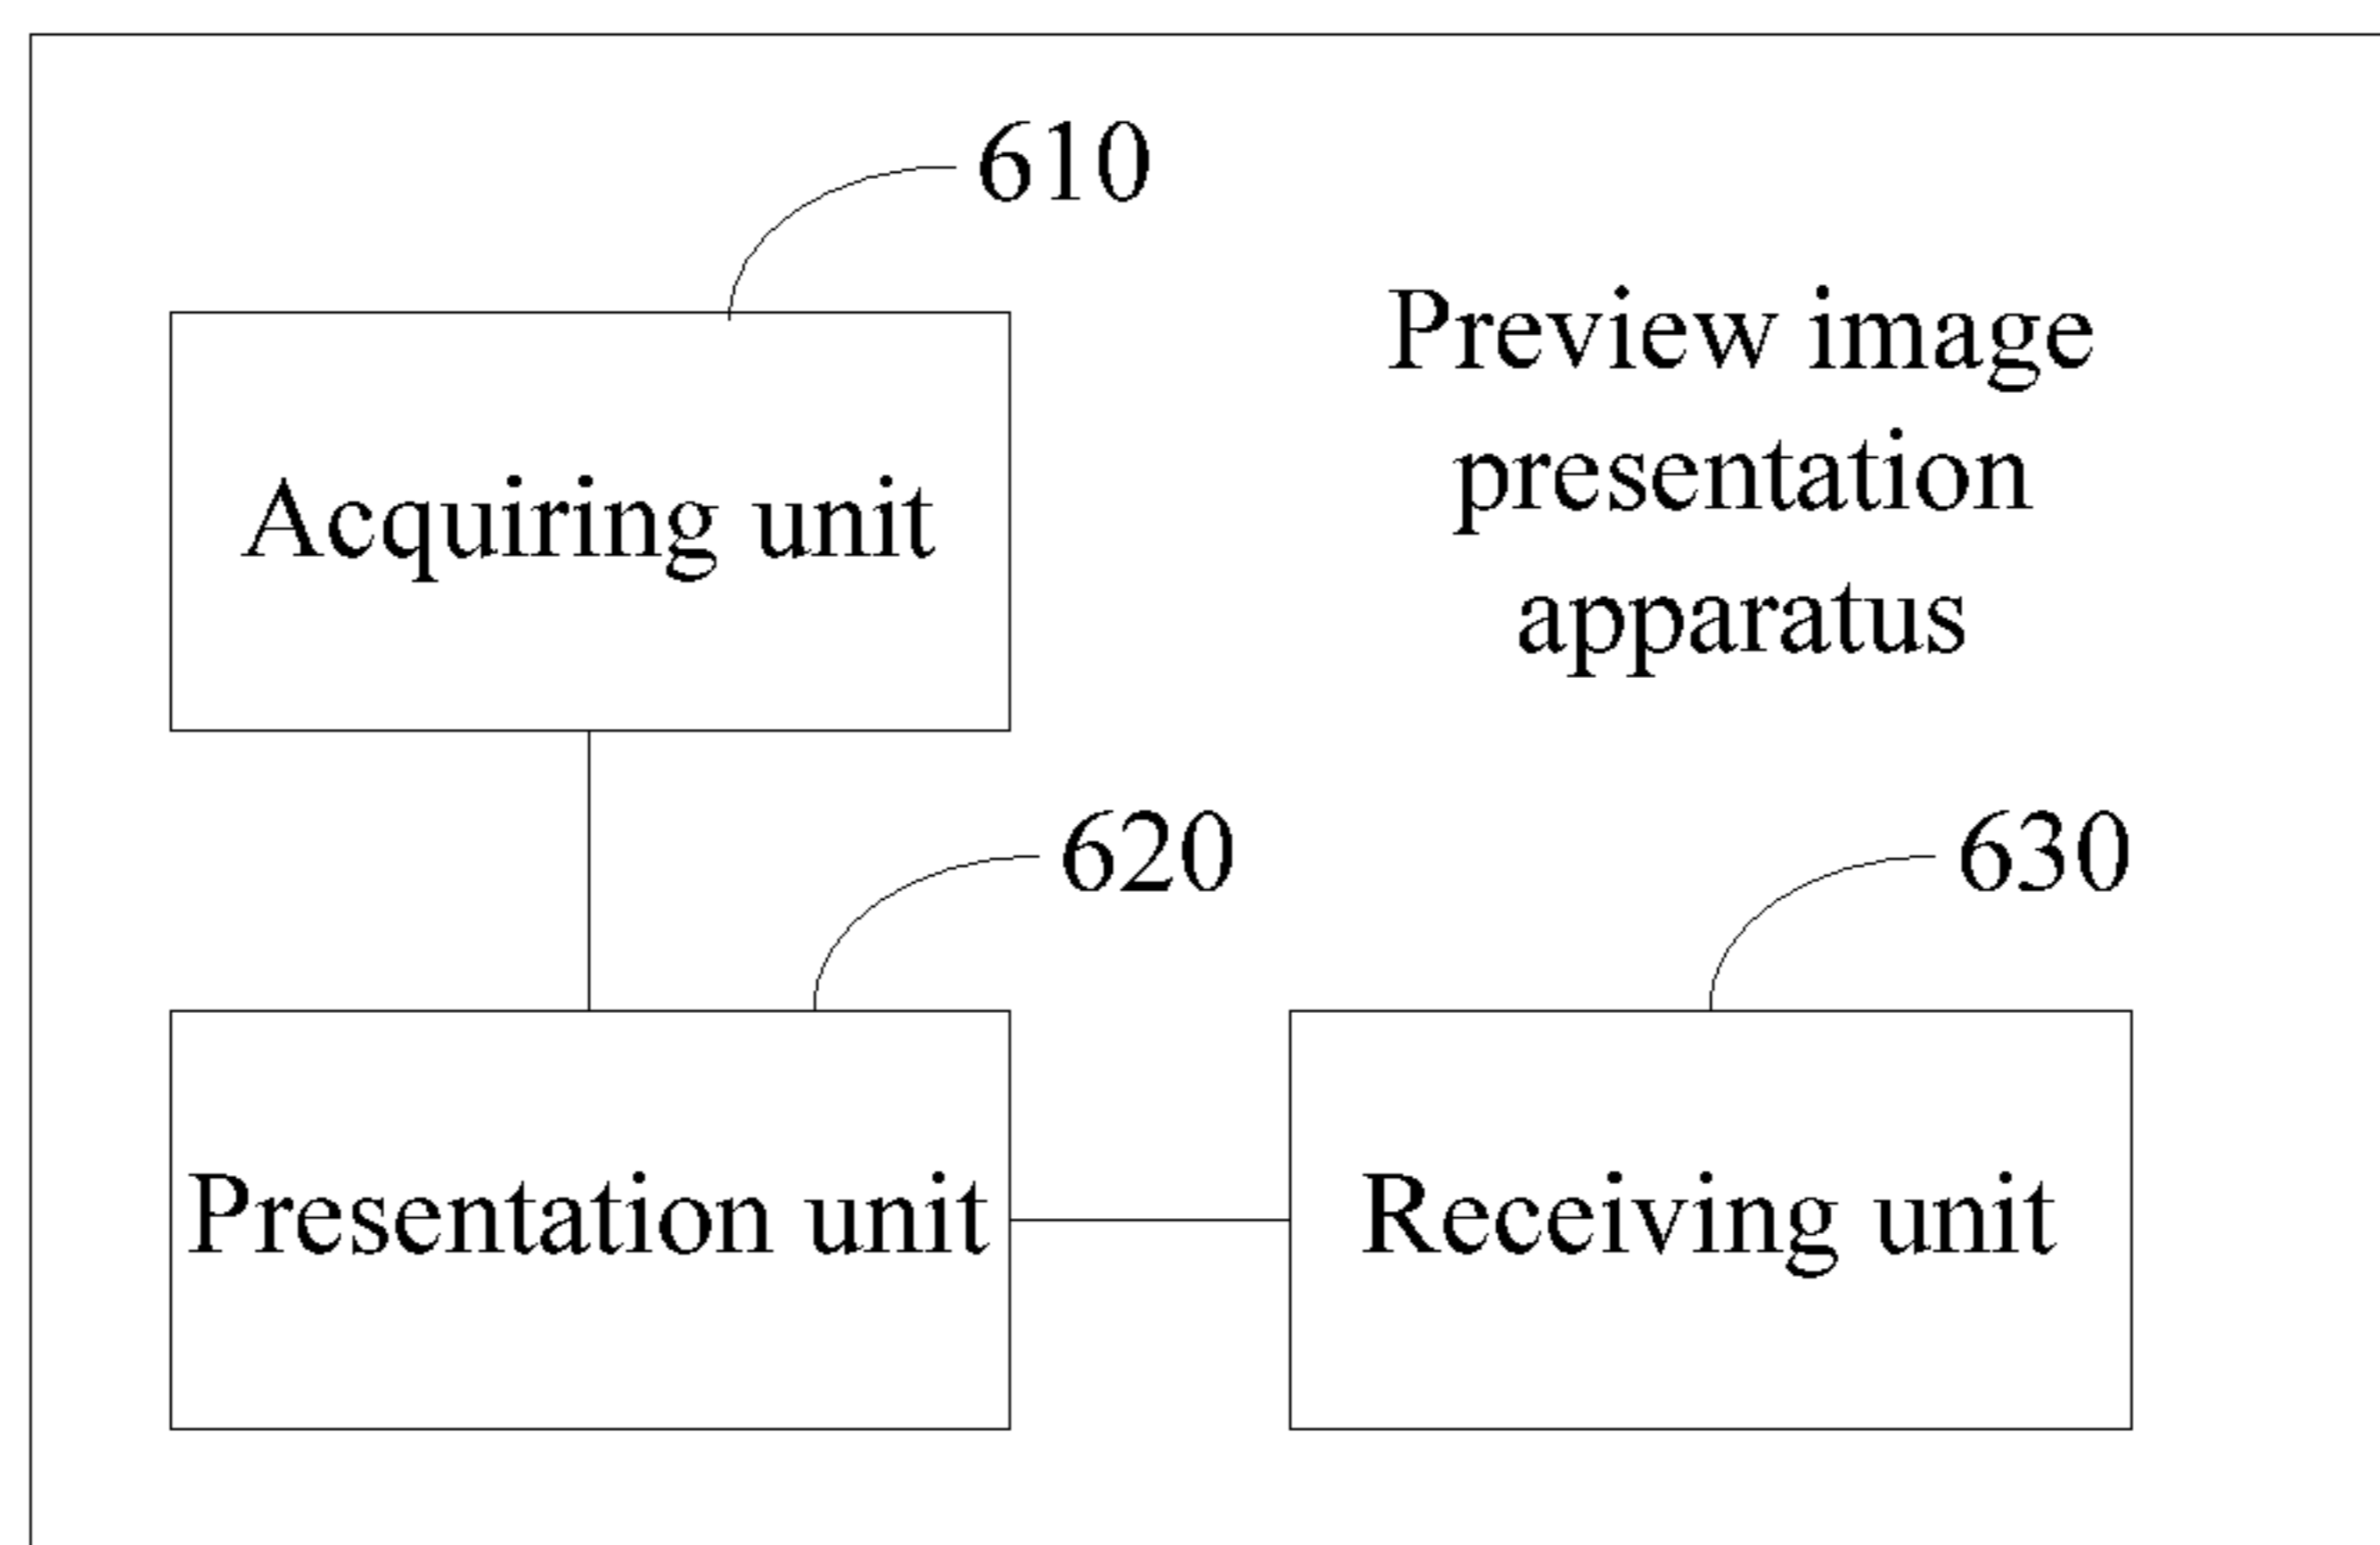 610
Preview image
presentation
apparatus
Acquiring unit
620
630
Presentation unit
Receiving unit